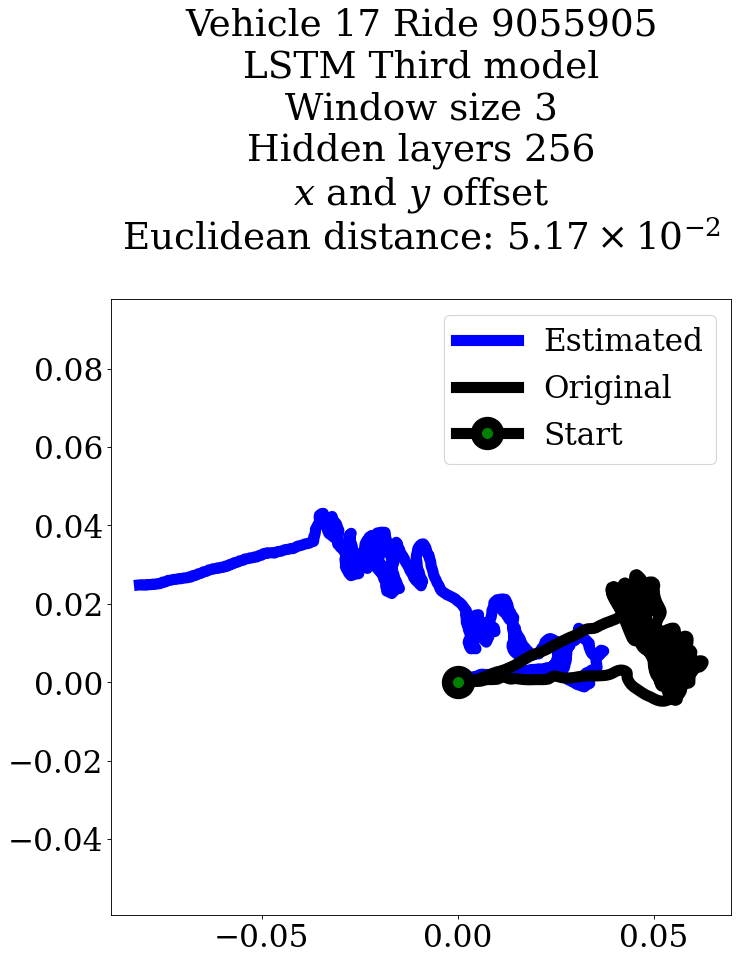 Vehicle 17 Ride 9055905
LSTM Third model
Window size 3
Hidden layers 256
x and y offset
Euclidean distance: 5.17 × 10⁻²
Estimated
Original
Start
0.08
0.06
0.04
0.02
0.00
−0.02
−0.04
−0.05 0.00 0.05